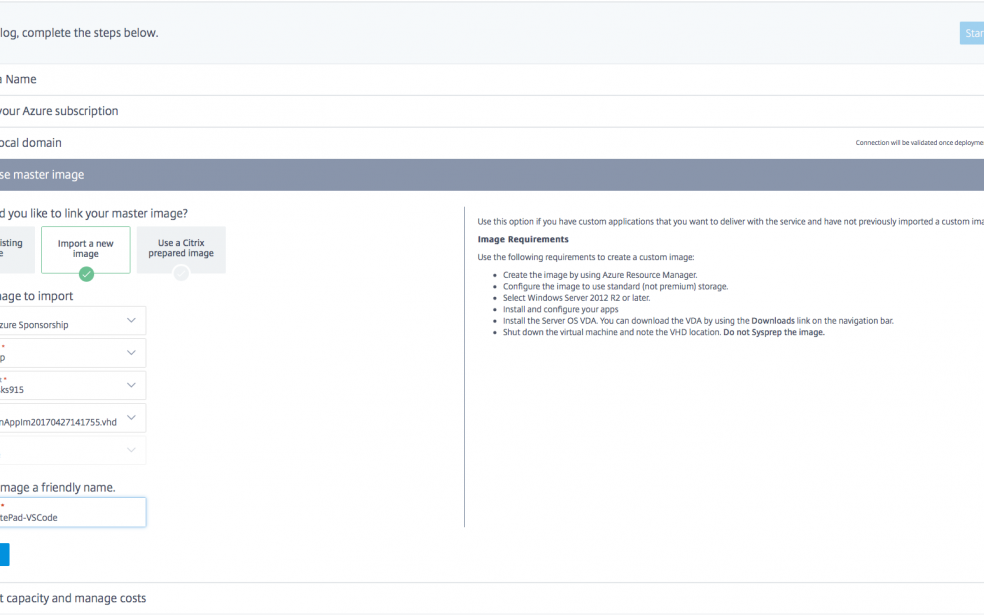 log, complete the steps below.
Star
Name
your Azure subscription
ocal domain
Connection will be validated once deployme
se master image
d you like to link your master image?
isting
e
Import a new
image
Use a Citrix
prepared image
Use this option if you have custom applications that you want to deliver with the service and have not previously imported a custom ima
Image Requirements
Use the following requirements to create a custom image:
Create the image by using Azure Resource Manager.
Configure the image to use standard (not premium) storage.
Select Windows Server 2012 R2 or later.
Install and configure your apps
Install the Server OS VDA. You can download the VDA by using the Downloads link on the navigation bar.
Shut down the virtual machine and note the VHD location. Do not Sysprep the image.
nage to import
zure Sponsorship
*
p
*
ks915
nAppIm20170427141755.vhd
mage a friendly name.
*
tePad-VSCode
t capacity and manage costs